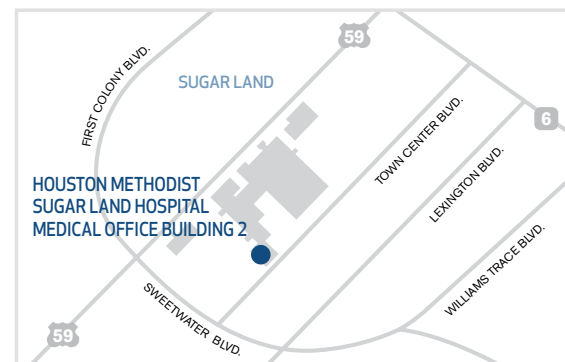 59
FIRST COLONY BLVD.
SUGAR LAND
6
TOWN CENTER BLVD.
LEXINGTON BLVD.
HOUSTON METHODIST
SUGAR LAND HOSPITAL
MEDICAL OFFICE BUILDING 2
WILLIAMS TRACE BLVD.
SWEETWATER BLVD.
59